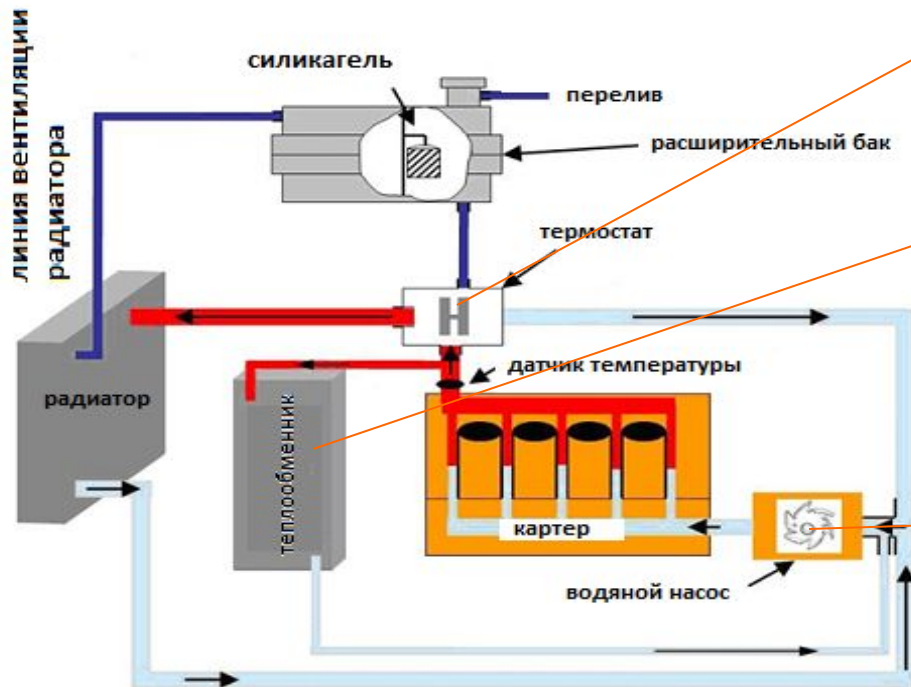 линия вентиляции
радиатора
силикагель
перелив
расширительный бак
термостат
H
датчик температуры
радиатор
теплообменник
картер
водяной насос